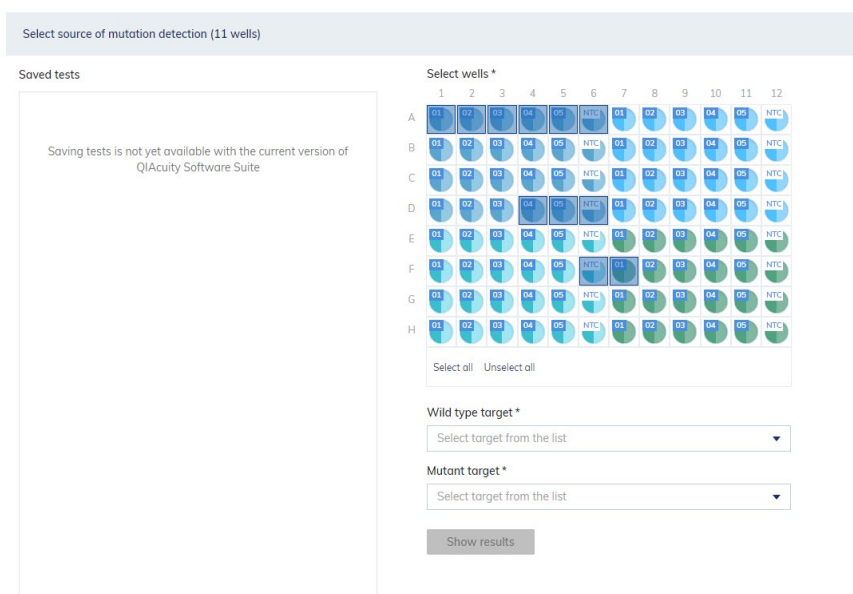 Select source of mutation detection (11 wells)
Saved tests
Saving tests is not yet available with the current version of
QIAcuity Software Suite
Select wells *
1 2 3 4 5 6 7 8 9 10 11 12
A 01 02 03 04 05 NTC 01 02 03 04 05 NTC
B 01 02 03 04 05 NTC 01 02 03 04 05 NTC
C 01 02 03 04 05 NTC 01 02 03 04 05 NTC
D 01 02 03 04 05 NTC 01 02 03 04 05 NTC
E 01 02 03 04 05 NTC 01 02 03 04 05 NTC
F 01 02 03 04 05 NTC 01 02 03 04 05 NTC
G 01 02 03 04 05 NTC 01 02 03 04 05 NTC
H 01 02 03 04 05 NTC 01 02 03 04 05 NTC
Select all Unselect all
Wild type target *
Select target from the list
Mutant target *
Select target from the list
Show results